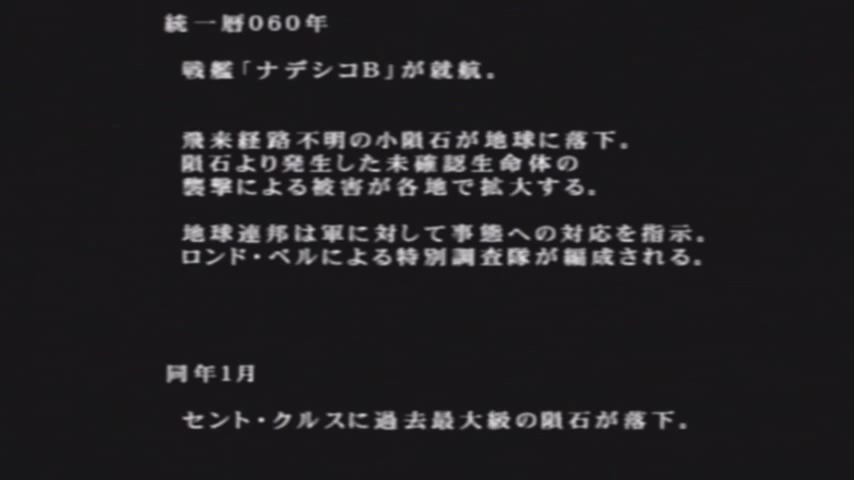 統一暦060年
戦艦「ナデシコB」が就航。
飛来経路不明の小隕石が地球に落下。
隕石より発生した未確認生命体の
襲撃による被害が各地で拡大する。
地球連邦は軍に対して事態への対応を指示。
ロンド・ベルによる特別調査隊が編成される。
同年1月
セント・クルスに過去最大級の隕石が落下。